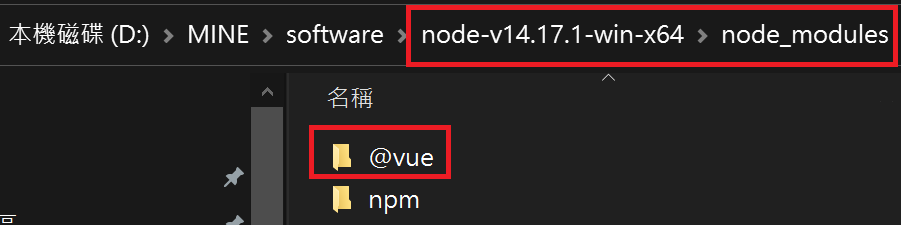 本機磁碟 (D:) > MINE > software > node-v14.17.1-win-x64 > node_modules
名稱
@vue
npm